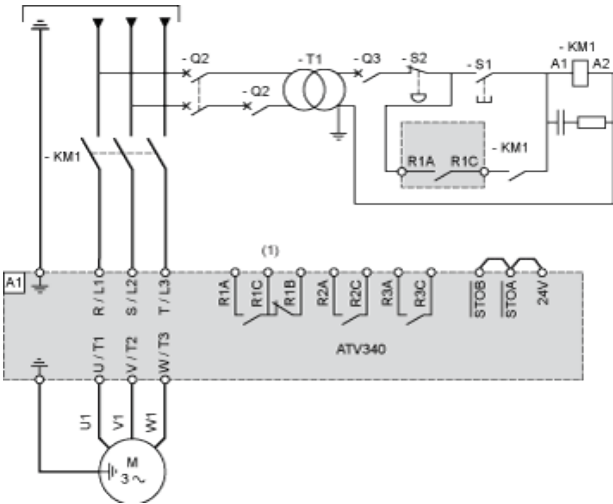 - Q2
- T1
- Q3
- S2
- S1
- KM1
A1
A2
- Q2
- KM1
R1A
R1C
- KM1
(1)
A1
R / L1
S / L2
T / L3
R1A
R1C
R1B
R2A
R2C
R3A
R3C
STOB
STOA
24V
ATV340
U / T1
V / T2
W / T3
U1
V1
W1
M
3 ~